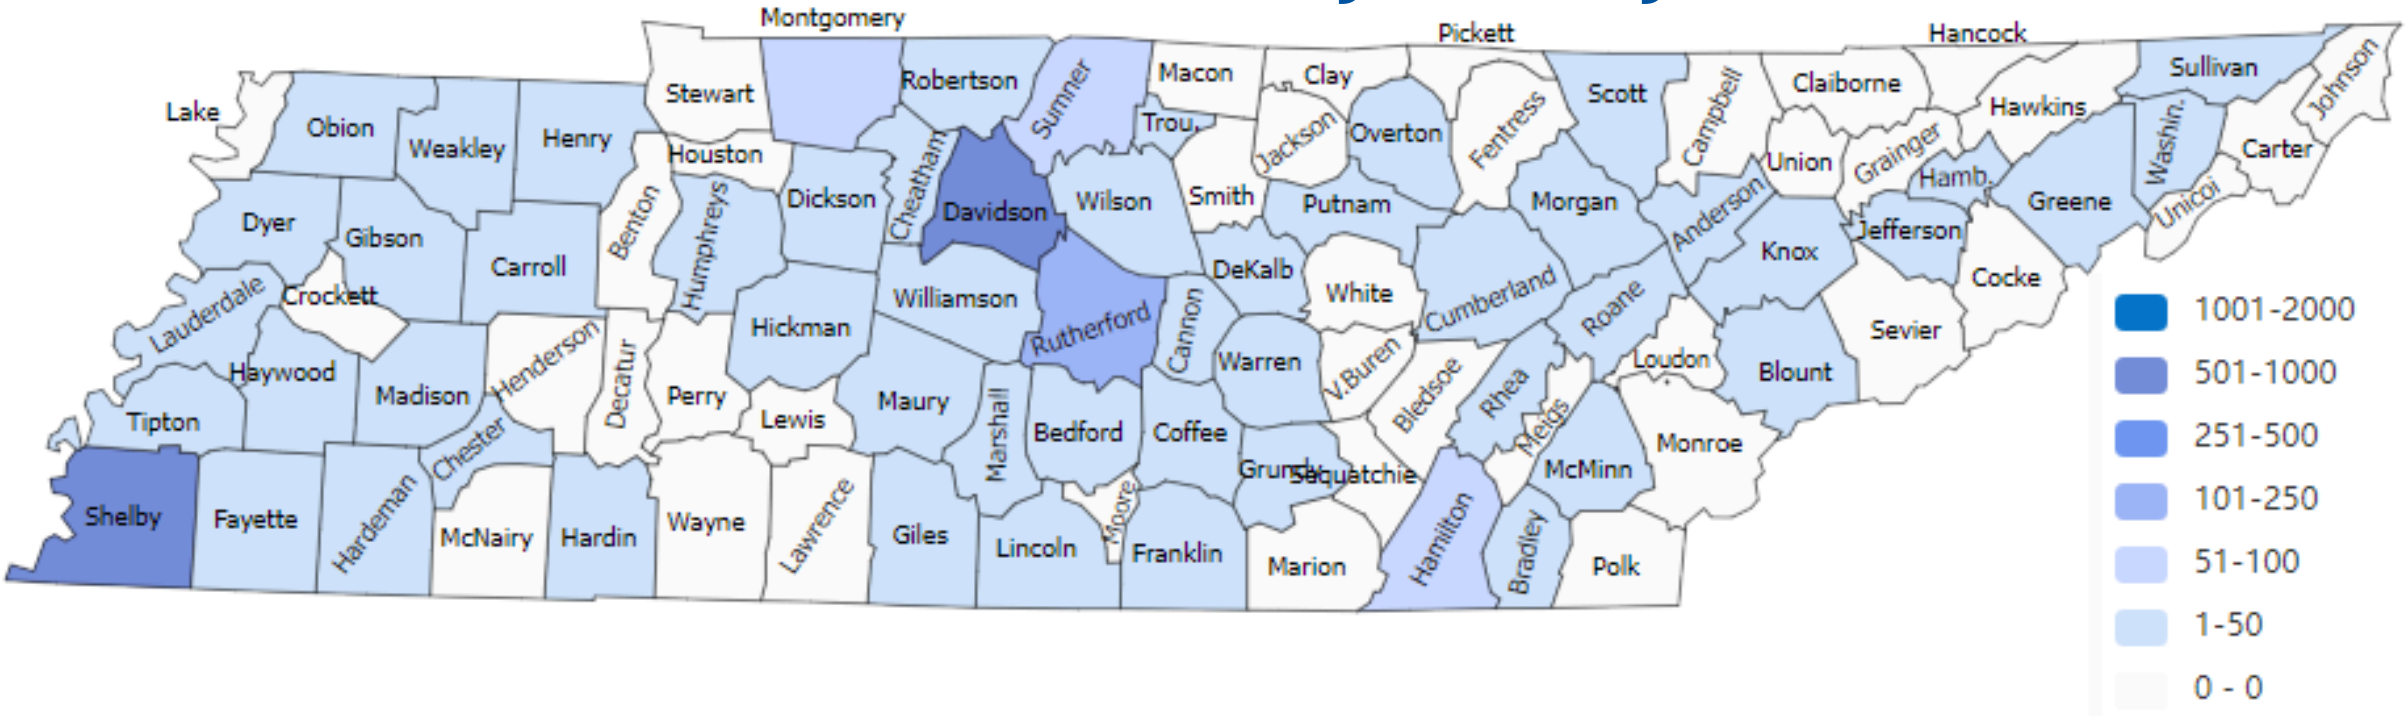 Montgomery
Pickett
Hancock
Lake
Obion
Weakley
Henry
Stewart
Houston
Robertson
Sumner
Macon
Trou.
Clay
Jackson
Overton
Fentress
Scott
Campbell
Claiborne
Union
Grainger
Hawkins
Hamb.
Sullivan
Washin.
Carter
Johnson
Unicoi
Greene
Dyer
Gibson
Crockett
Carroll
Benton
Humphreys
Dickson
Cheatham
Davidson
Wilson
Smith
Putnam
DeKalb
White
Cumberland
Morgan
Anderson
Knox
Jefferson
Cocke
Sevier
Lauderdale
Haywood
Tipton
Madison
Henderson
Decatur
Perry
Hickman
Lewis
Williamson
Maury
Rutherford
Cannon
Warren
V.Buren
Bledsoe
Rhea
Meigs
Roane
Loudon
Blount
Monroe
Shelby
Fayette
Hardeman
Chester
McNairy
Hardin
Wayne
Lawrence
Giles
Marshall
Bedford
Lincoln
Moore
Coffee
Franklin
Grundy
Sequatchie
Marion
Hamilton
Bradley
McMinn
Polk
1001-2000
501-1000
251-500
101-250
51-100
1-50
0 - 0